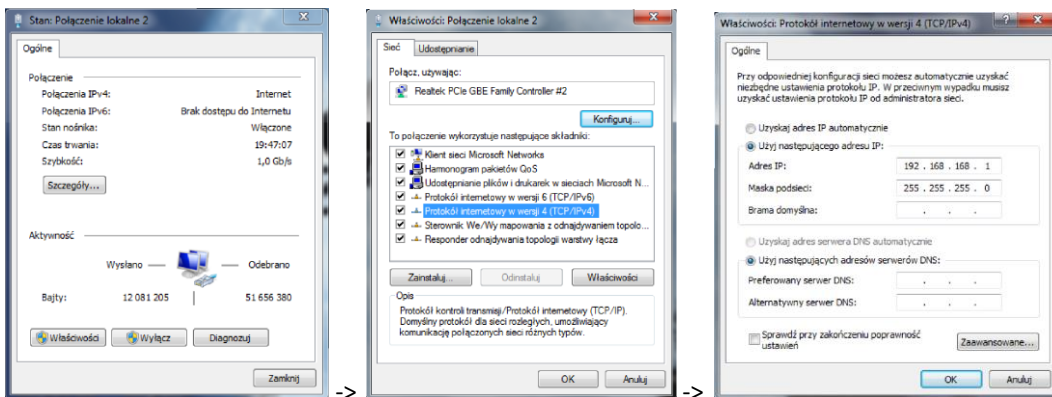 Stan: Połączenie lokalne 2
Ogólne
Połączenie
Połączenia IPv4: Internet
Połączenia IPv6: Brak dostępu do Internetu
Stan nośnika: Włączone
Czas trwania: 19:47:07
Szybkość: 1,0 Gb/s
Szczegóły...
Aktywność
Wysłano — — Odebrano
Bajty: 12 081 205 | 51 656 380
Właściwości Wyłącz Diagnozuj
Zamknij
->
Właściwości: Połączenie lokalne 2
Sieć Udostępnianie
Połącz, używając:
Realtek PCIe GBE Family Controller #2
Konfiguruj...
To połączenie wykorzystuje następujące składniki:
Klient sieci Microsoft Networks
Harmonogram pakietów QoS
Udostępnianie plików i drukarek w sieciach Microsoft N...
Protokół internetowy w wersji 6 (TCP/IPv6)
Protokół internetowy w wersji 4 (TCP/IPv4)
Sterownik We/Wy mapowania z odnajdywaniem topolo...
Responder odnajdywania topologii warstwy łącza
Zainstaluj... Odinstaluj Właściwości
Opis
Protokół kontroli transmisji/Protokół internetowy (TCP/IP).
Domyślny protokół dla sieci rozległych, umożliwiający
komunikację połączonych sieci różnych typów.
OK Anuluj
->
Właściwości: Protokół internetowy w wersji 4 (TCP/IPv4)
Ogólne
Przy odpowiedniej konfiguracji sieci możesz automatycznie uzyskać
niezbędne ustawienia protokołu IP. W przeciwnym wypadku musisz
uzyskać ustawienia protokołu IP od administratora sieci.
Uzyskaj adres IP automatycznie
Użyj następującego adresu IP:
Adres IP: 192 . 168 . 168 . 1
Maska podsieci: 255 . 255 . 255 . 0
Brama domyślna: . . .
Uzyskaj adres serwera DNS automatycznie
Użyj następujących adresów serwerów DNS:
Preferowany serwer DNS: . . .
Alternatywny serwer DNS: . . .
Sprawdź przy zakończeniu poprawność
ustawień
Zaawansowane...
OK Anuluj